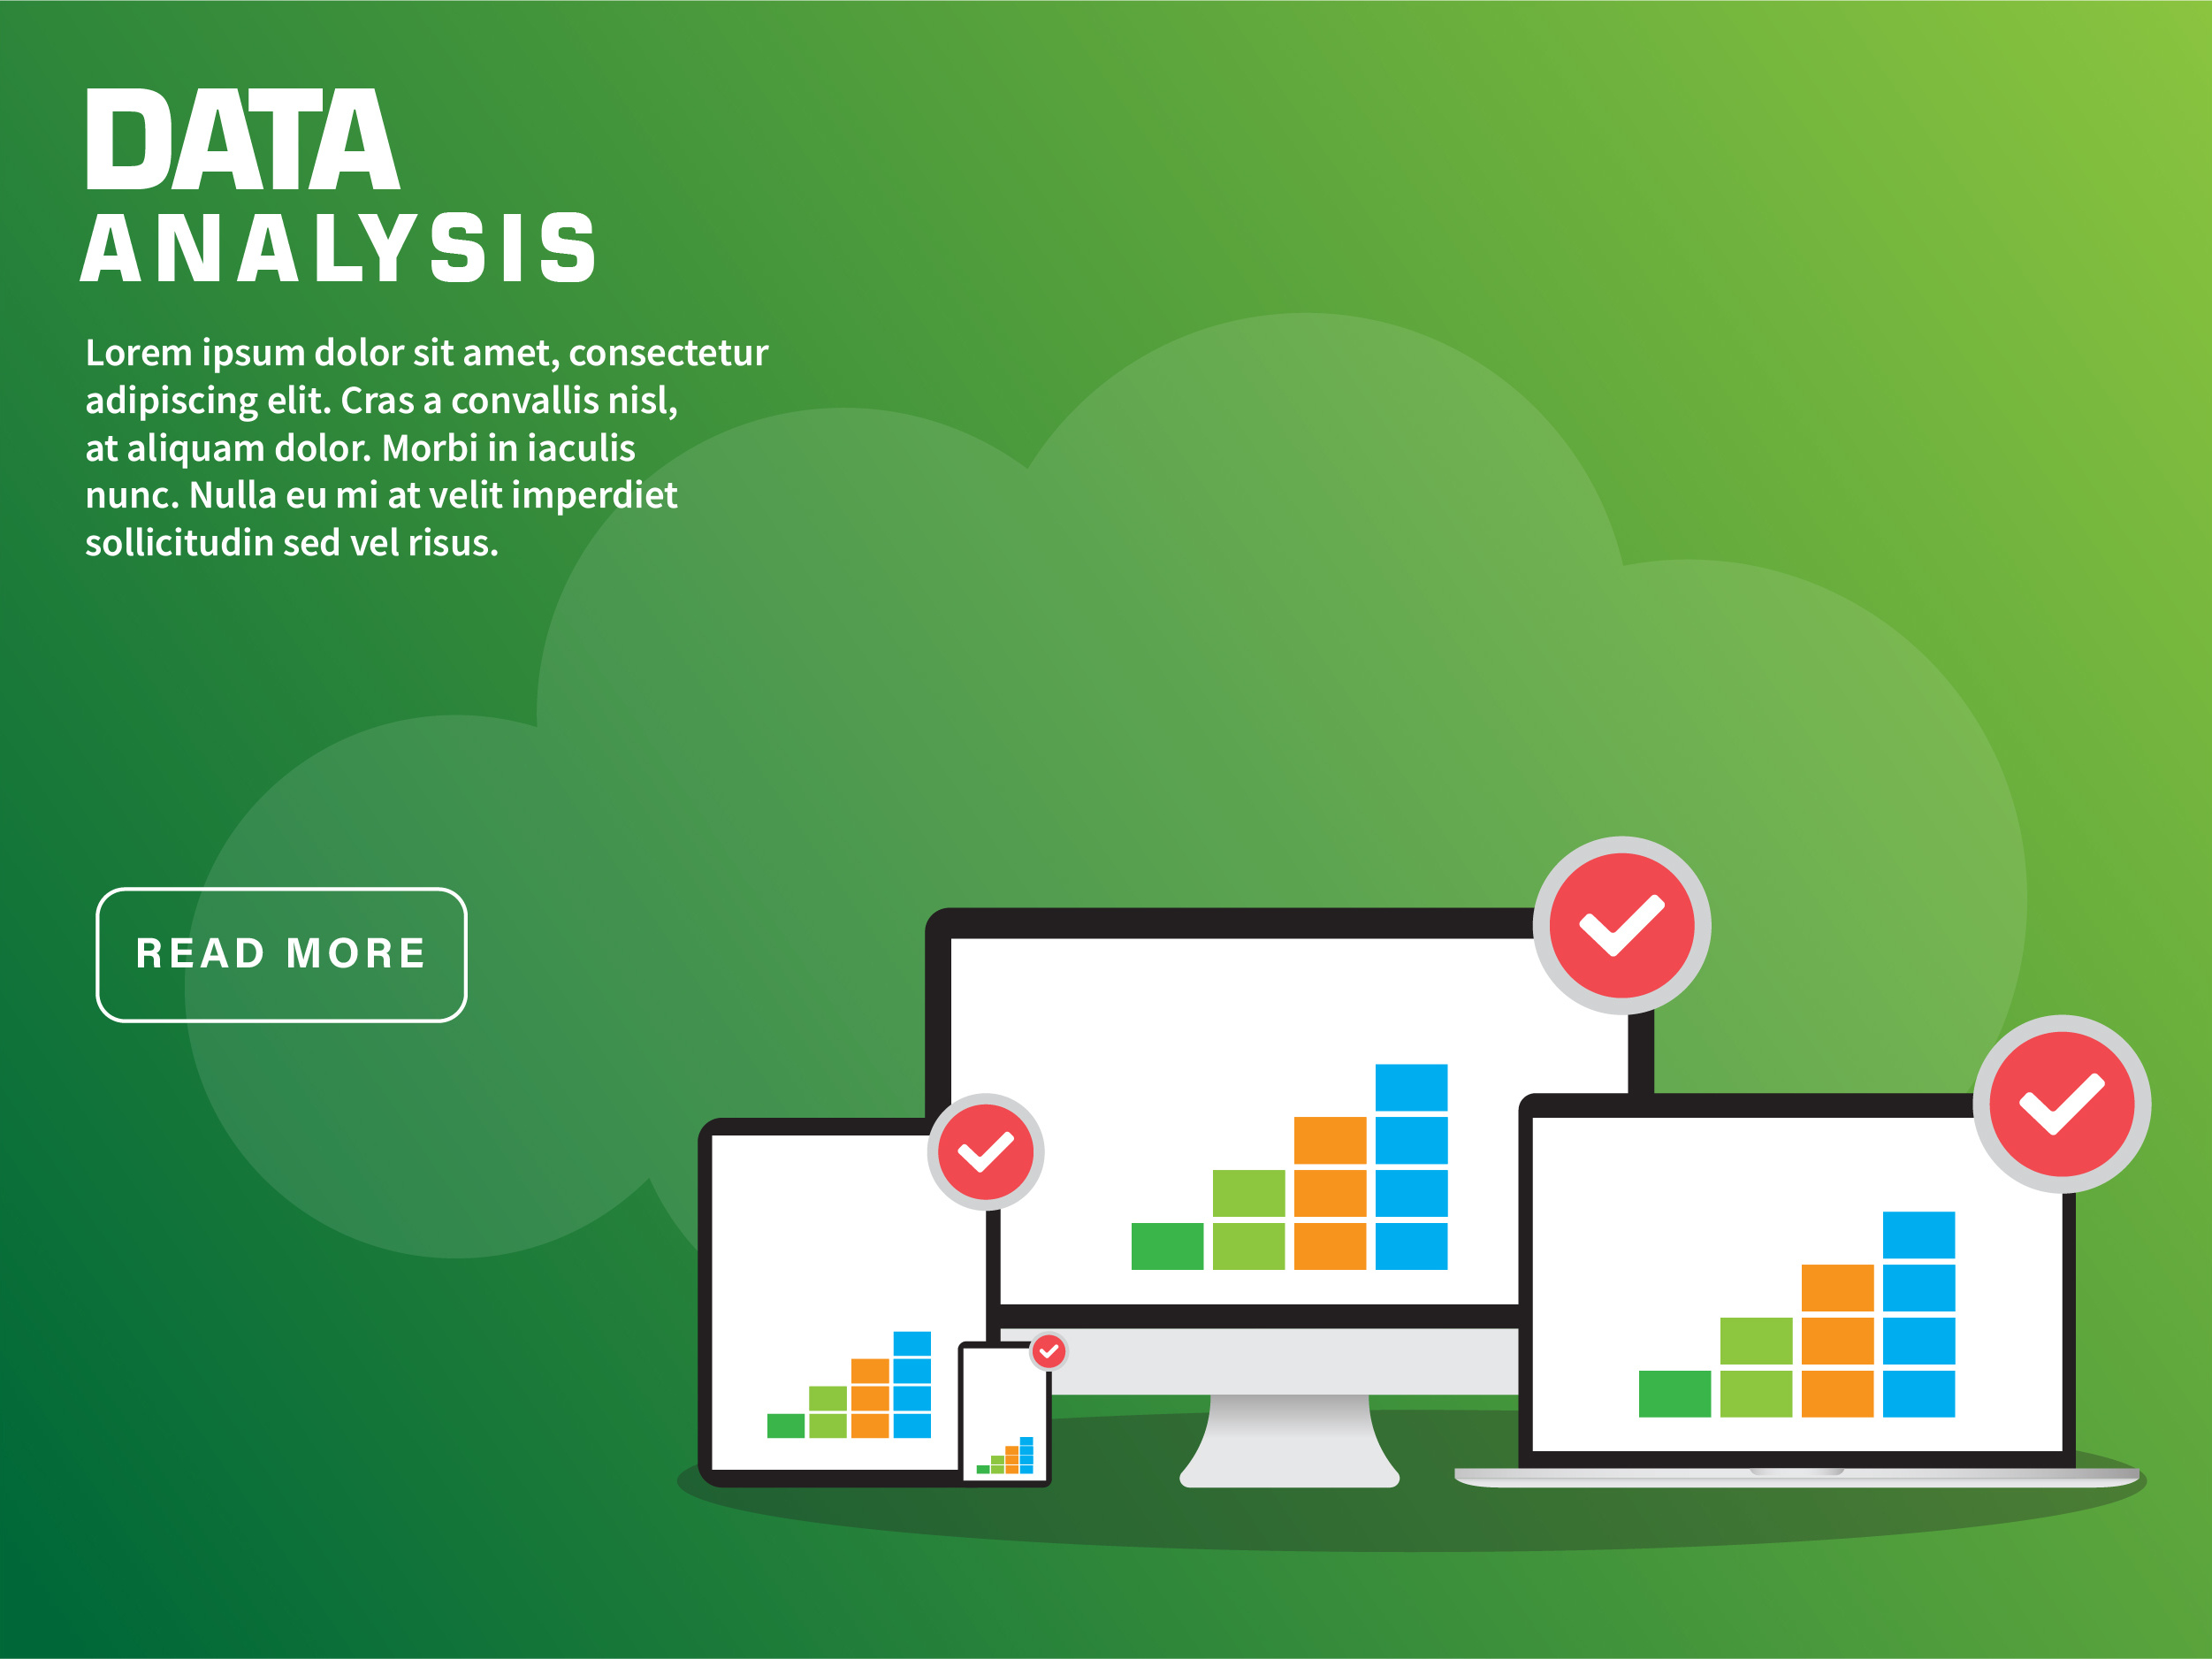 DATA
ANALYSIS
Lorem ipsum dolor sit amet, consectetur
adipiscing elit. Cras a convallis nisl,
at aliquam dolor. Morbi in iaculis
nunc. Nulla eu mi at velit imperdiet
sollicitudin sed vel risus.
READ MORE